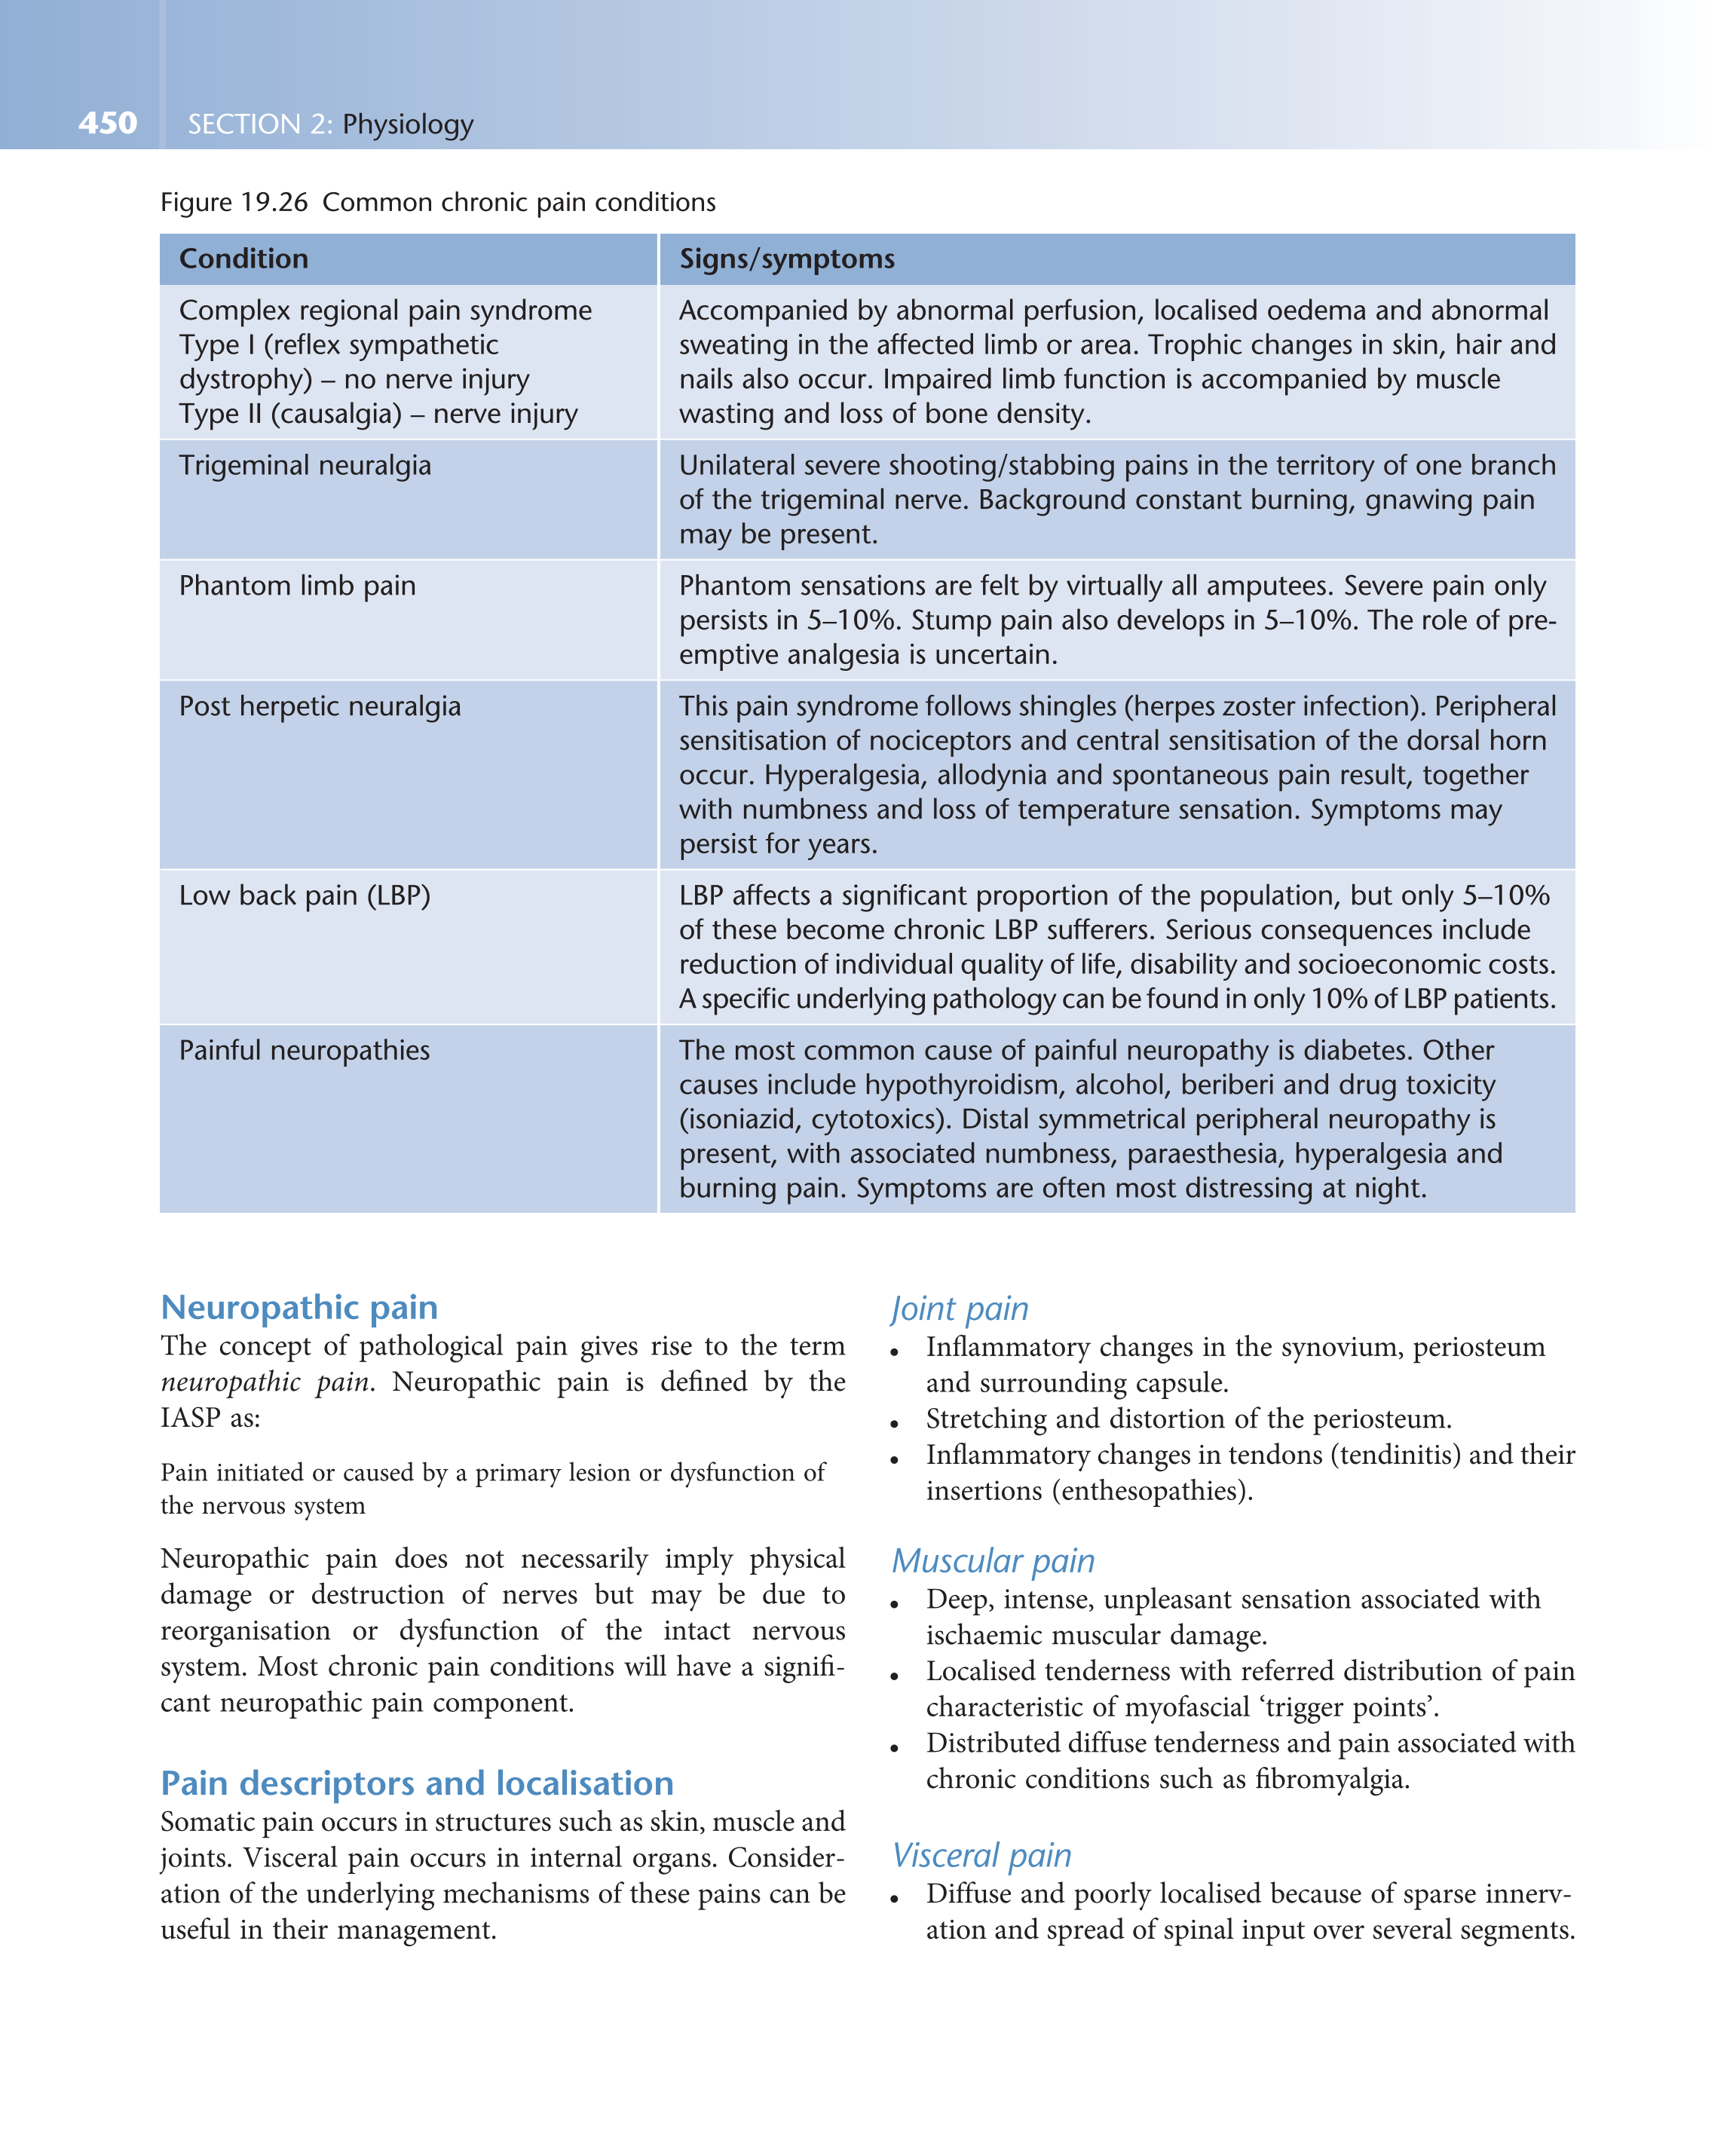 450 SECTION 2: Physiology
Figure 19.26 Common chronic pain conditions
Condition
Signs/symptoms
Complex regional pain syndrome
Type I (reflex sympathetic
dystrophy) – no nerve injury
Type II (causalgia) – nerve injury
Accompanied by abnormal perfusion, localised oedema and abnormal
sweating in the affected limb or area. Trophic changes in skin, hair and
nails also occur. Impaired limb function is accompanied by muscle
wasting and loss of bone density.
Trigeminal neuralgia
Unilateral severe shooting/stabbing pains in the territory of one branch
of the trigeminal nerve. Background constant burning, gnawing pain
may be present.
Phantom limb pain
Phantom sensations are felt by virtually all amputees. Severe pain only
persists in 5–10%. Stump pain also develops in 5–10%. The role of pre-
emptive analgesia is uncertain.
Post herpetic neuralgia
This pain syndrome follows shingles (herpes zoster infection). Peripheral
sensitisation of nociceptors and central sensitisation of the dorsal horn
occur. Hyperalgesia, allodynia and spontaneous pain result, together
with numbness and loss of temperature sensation. Symptoms may
persist for years.
Low back pain (LBP)
LBP affects a significant proportion of the population, but only 5–10%
of these become chronic LBP sufferers. Serious consequences include
reduction of individual quality of life, disability and socioeconomic costs.
A specific underlying pathology can be found in only 10% of LBP patients.
Painful neuropathies
The most common cause of painful neuropathy is diabetes. Other
causes include hypothyroidism, alcohol, beriberi and drug toxicity
(isoniazid, cytotoxics). Distal symmetrical peripheral neuropathy is
present, with associated numbness, paraesthesia, hyperalgesia and
burning pain. Symptoms are often most distressing at night.
Neuropathic pain
The concept of pathological pain gives rise to the term
neuropathic pain. Neuropathic pain is defined by the
IASP as:
Pain initiated or caused by a primary lesion or dysfunction of
the nervous system
Neuropathic pain does not necessarily imply physical
damage or destruction of nerves but may be due to
reorganisation or dysfunction of the intact nervous
system. Most chronic pain conditions will have a signifi-
cant neuropathic pain component.
Pain descriptors and localisation
Somatic pain occurs in structures such as skin, muscle and
joints. Visceral pain occurs in internal organs. Consider-
ation of the underlying mechanisms of these pains can be
useful in their management.
Joint pain
• Inflammatory changes in the synovium, periosteum
and surrounding capsule.
• Stretching and distortion of the periosteum.
• Inflammatory changes in tendons (tendinitis) and their
insertions (enthesopathies).
Muscular pain
• Deep, intense, unpleasant sensation associated with
ischaemic muscular damage.
• Localised tenderness with referred distribution of pain
characteristic of myofascial ‘trigger points’.
• Distributed diffuse tenderness and pain associated with
chronic conditions such as fibromyalgia.
Visceral pain
• Diffuse and poorly localised because of sparse innerv-
ation and spread of spinal input over several segments.